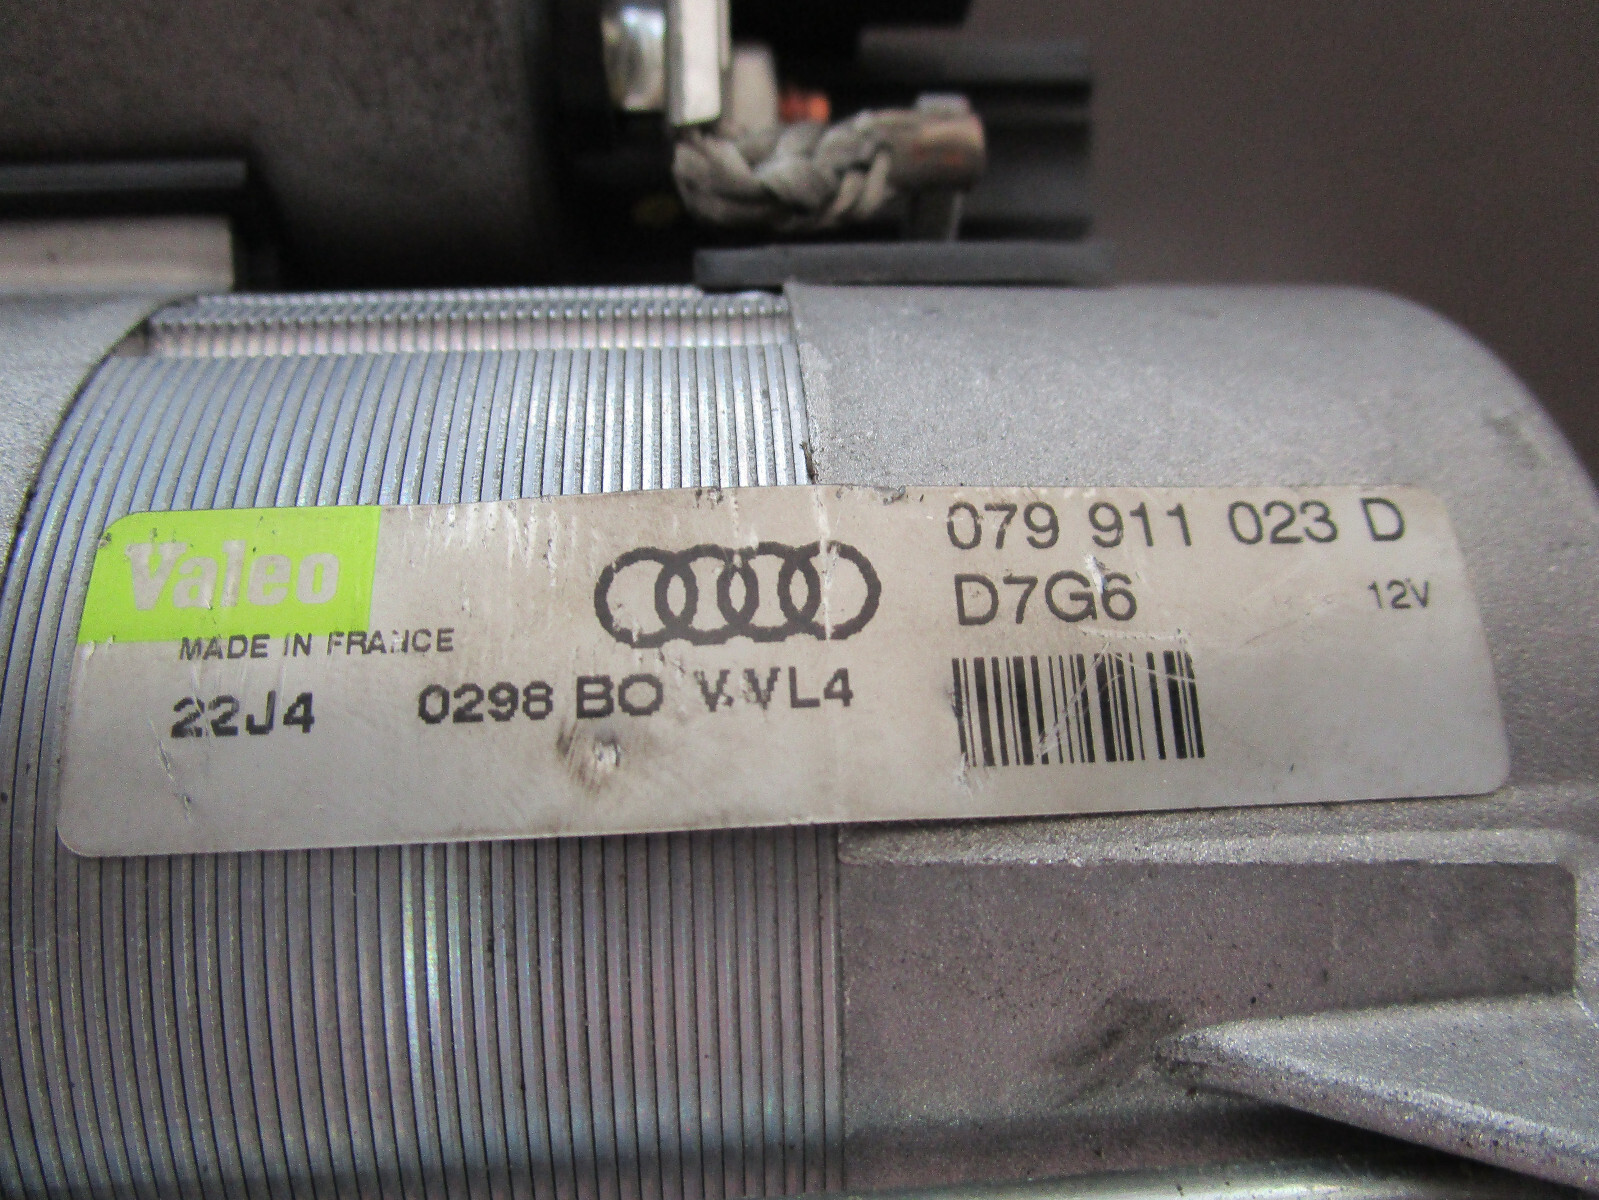 Valeo
MADE IN FRANCE
079 911 023 D
D7G6
12V
22J4 0298 BO V.VL4